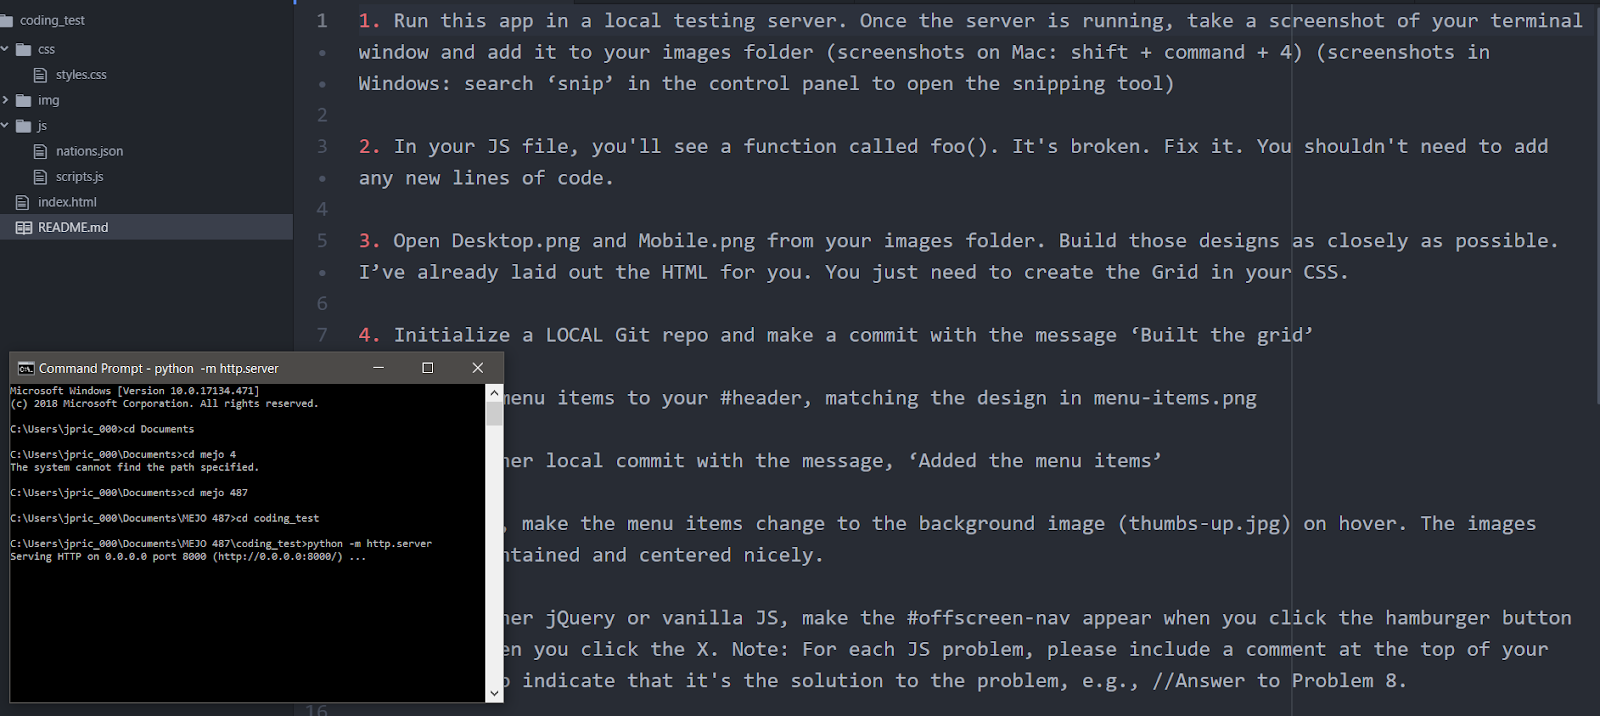 coding_test
css
styles.css
img
js
nations.json
scripts.js
index.html
README.md
1 1. Run this app in a local testing server. Once the server is running, take a screenshot of your terminal
window and add it to your images folder (screenshots on Mac: shift + command + 4) (screenshots in
Windows: search ‘snip’ in the control panel to open the snipping tool)
2
3 2. In your JS file, you'll see a function called foo(). It's broken. Fix it. You shouldn't need to add
any new lines of code.
4
5 3. Open Desktop.png and Mobile.png from your images folder. Build those designs as closely as possible.
I’ve already laid out the HTML for you. You just need to create the Grid in your CSS.
6
7 4. Initialize a LOCAL Git repo and make a commit with the message ‘Built the grid’
menu items to your #header, matching the design in menu-items.png
her local commit with the message, ‘Added the menu items’
, make the menu items change to the background image (thumbs-up.jpg) on hover. The images
ntained and centered nicely.
her jQuery or vanilla JS, make the #offscreen-nav appear when you click the hamburger button
en you click the X. Note: For each JS problem, please include a comment at the top of your
o indicate that it's the solution to the problem, e.g., //Answer to Problem 8.
16
Command Prompt - python -m http.server
Microsoft Windows [Version 10.0.17134.471]
(c) 2018 Microsoft Corporation. All rights reserved.
C:\Users\jpric_000>cd Documents
C:\Users\jpric_000\Documents>cd mejo 4
The system cannot find the path specified.
C:\Users\jpric_000\Documents>cd mejo 487
C:\Users\jpric_000\Documents\MEJO 487>cd coding_test
C:\Users\jpric_000\Documents\MEJO 487\coding_test>python -m http.server
Serving HTTP on 0.0.0.0 port 8000 (http://0.0.0.0:8000/) ...